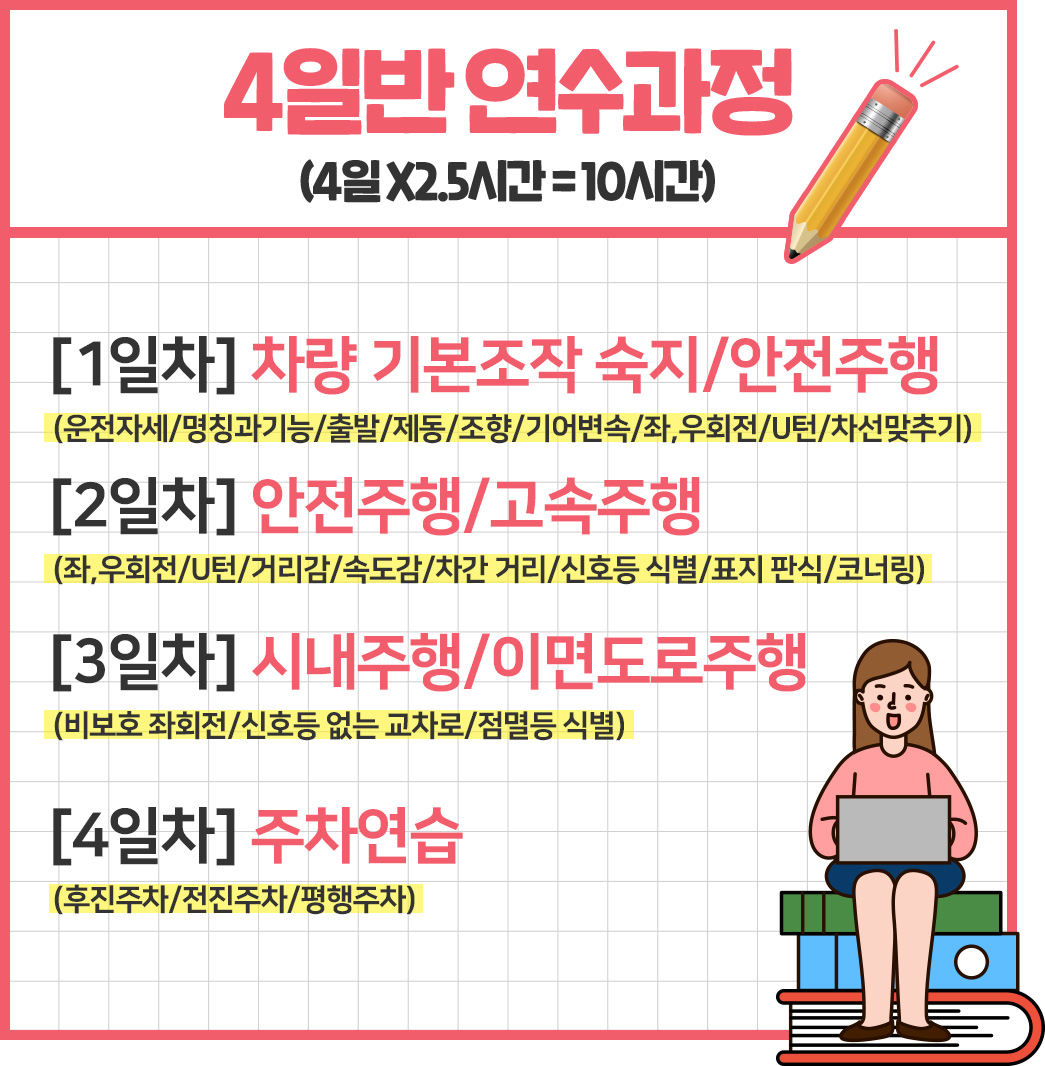 4일반 연수과정
(4일 X2.5시간 = 10시간)
[1일차] 차량 기본조작 숙지/안전주행
(운전자세/명칭과기능/출발/제동/조향/기어변속/좌,우회전/U턴/차선맞추기)
[2일차] 안전주행/고속주행
(좌,우회전/U턴/거리감/속도감/차간 거리/신호등 식별/표지 판식/코너링)
[3일차] 시내주행/이면도로주행
(비보호 좌회전/신호등 없는 교차로/점멸등 식별)
[4일차] 주차연습
(후진주차/전진주차/평행주차)